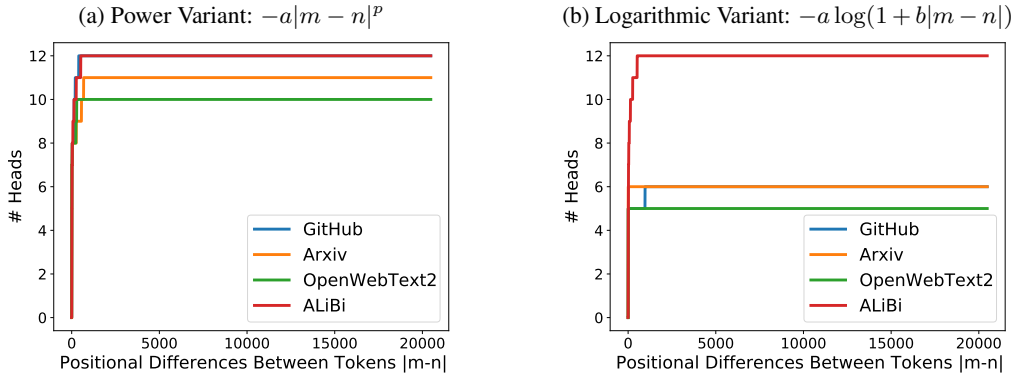 (a) Power Variant: −a|m − n|^p
12
10
8
6
4
2
0
# Heads
GitHub
Arxiv
OpenWebText2
ALiBi
0 5000 10000 15000 20000
Positional Differences Between Tokens |m-n|
(b) Logarithmic Variant: −a log(1 + b|m − n|)
12
10
8
6
4
2
0
# Heads
GitHub
Arxiv
OpenWebText2
ALiBi
0 5000 10000 15000 20000
Positional Differences Between Tokens |m-n|